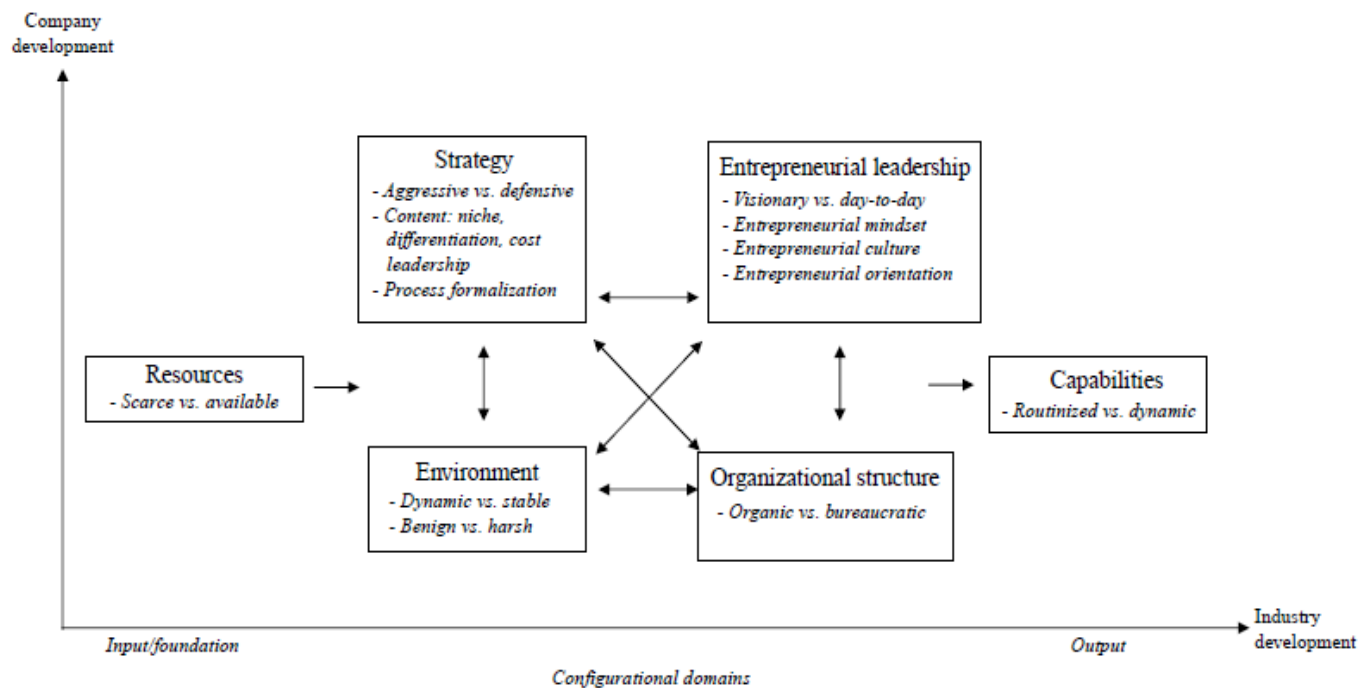 Company
development
Strategy
- Aggressive vs. defensive
- Content: niche,
differentiation, cost
leadership
- Process formalization
Entrepreneurial leadership
- Visionary vs. day-to-day
- Entrepreneurial mindset
- Entrepreneurial culture
- Entrepreneurial orientation
Resources
- Scarce vs. available
Capabilities
- Routinized vs. dynamic
Environment
- Dynamic vs. stable
- Benign vs. harsh
Organizational structure
- Organic vs. bureaucratic
Industry
development
Input/foundation
Output
Configurational domains